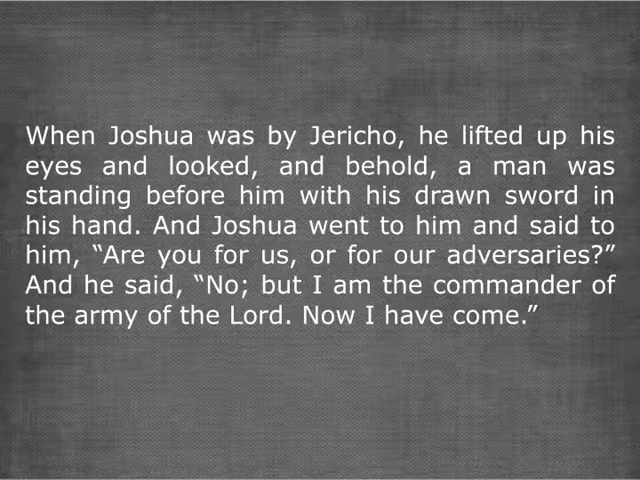 When Joshua was by Jericho, he lifted up his
eyes and looked, and behold, a man was
standing before him with his drawn sword in
his hand. And Joshua went to him and said to
him, “Are you for us, or for our adversaries?”
And he said, “No; but I am the commander of
the army of the Lord. Now I have come.”